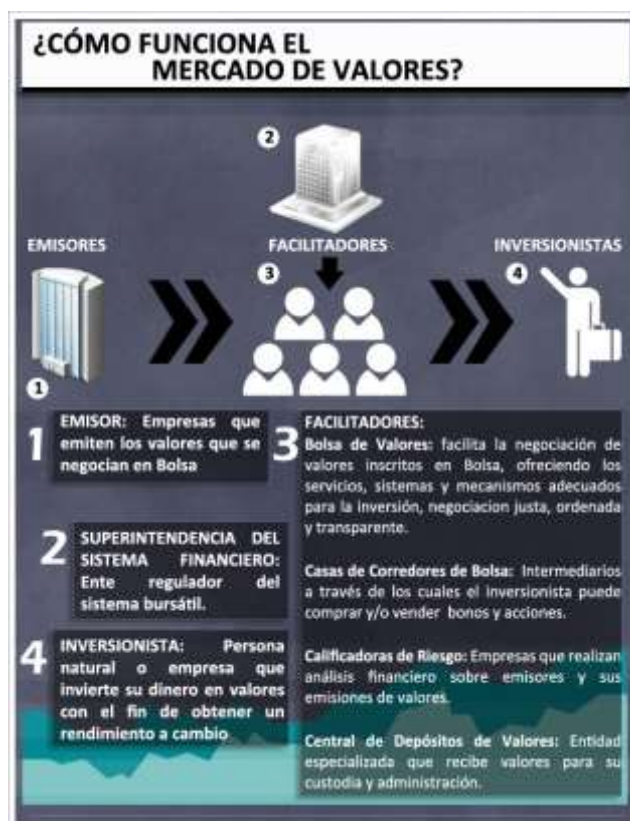 ¿CÓMO FUNCIONA EL
MERCADO DE VALORES?
2
EMISORES
FACILITADORES
INVERSIONISTAS
3
4
1
1
EMISOR: Empresas que
emiten los valores que se
negocian en Bolsa
2
SUPERINTENDENCIA DEL
SISTEMA FINANCIERO:
Ente regulador del
sistema bursátil.
4
INVERSIONISTA: Persona
natural o empresa que
invierte su dinero en valores
con el fin de obtener un
rendimiento a cambio
3
FACILITADORES:
Bolsa de Valores: facilita la negociación de
valores inscritos en Bolsa, ofreciendo los
servicios, sistemas y mecanismos adecuados
para la inversión, negociacion justa, ordenada
y transparente.
Casas de Corredores de Bolsa: Intermediarios
a través de los cuales el inversionista puede
comprar y/o vender bonos y acciones.
Calificadoras de Riesgo: Empresas que realizan
análisis financiero sobre emisores y sus
emisiones de valores.
Central de Depósitos de Valores: Entidad
especializada que recibe valores para su
custodia y administración.